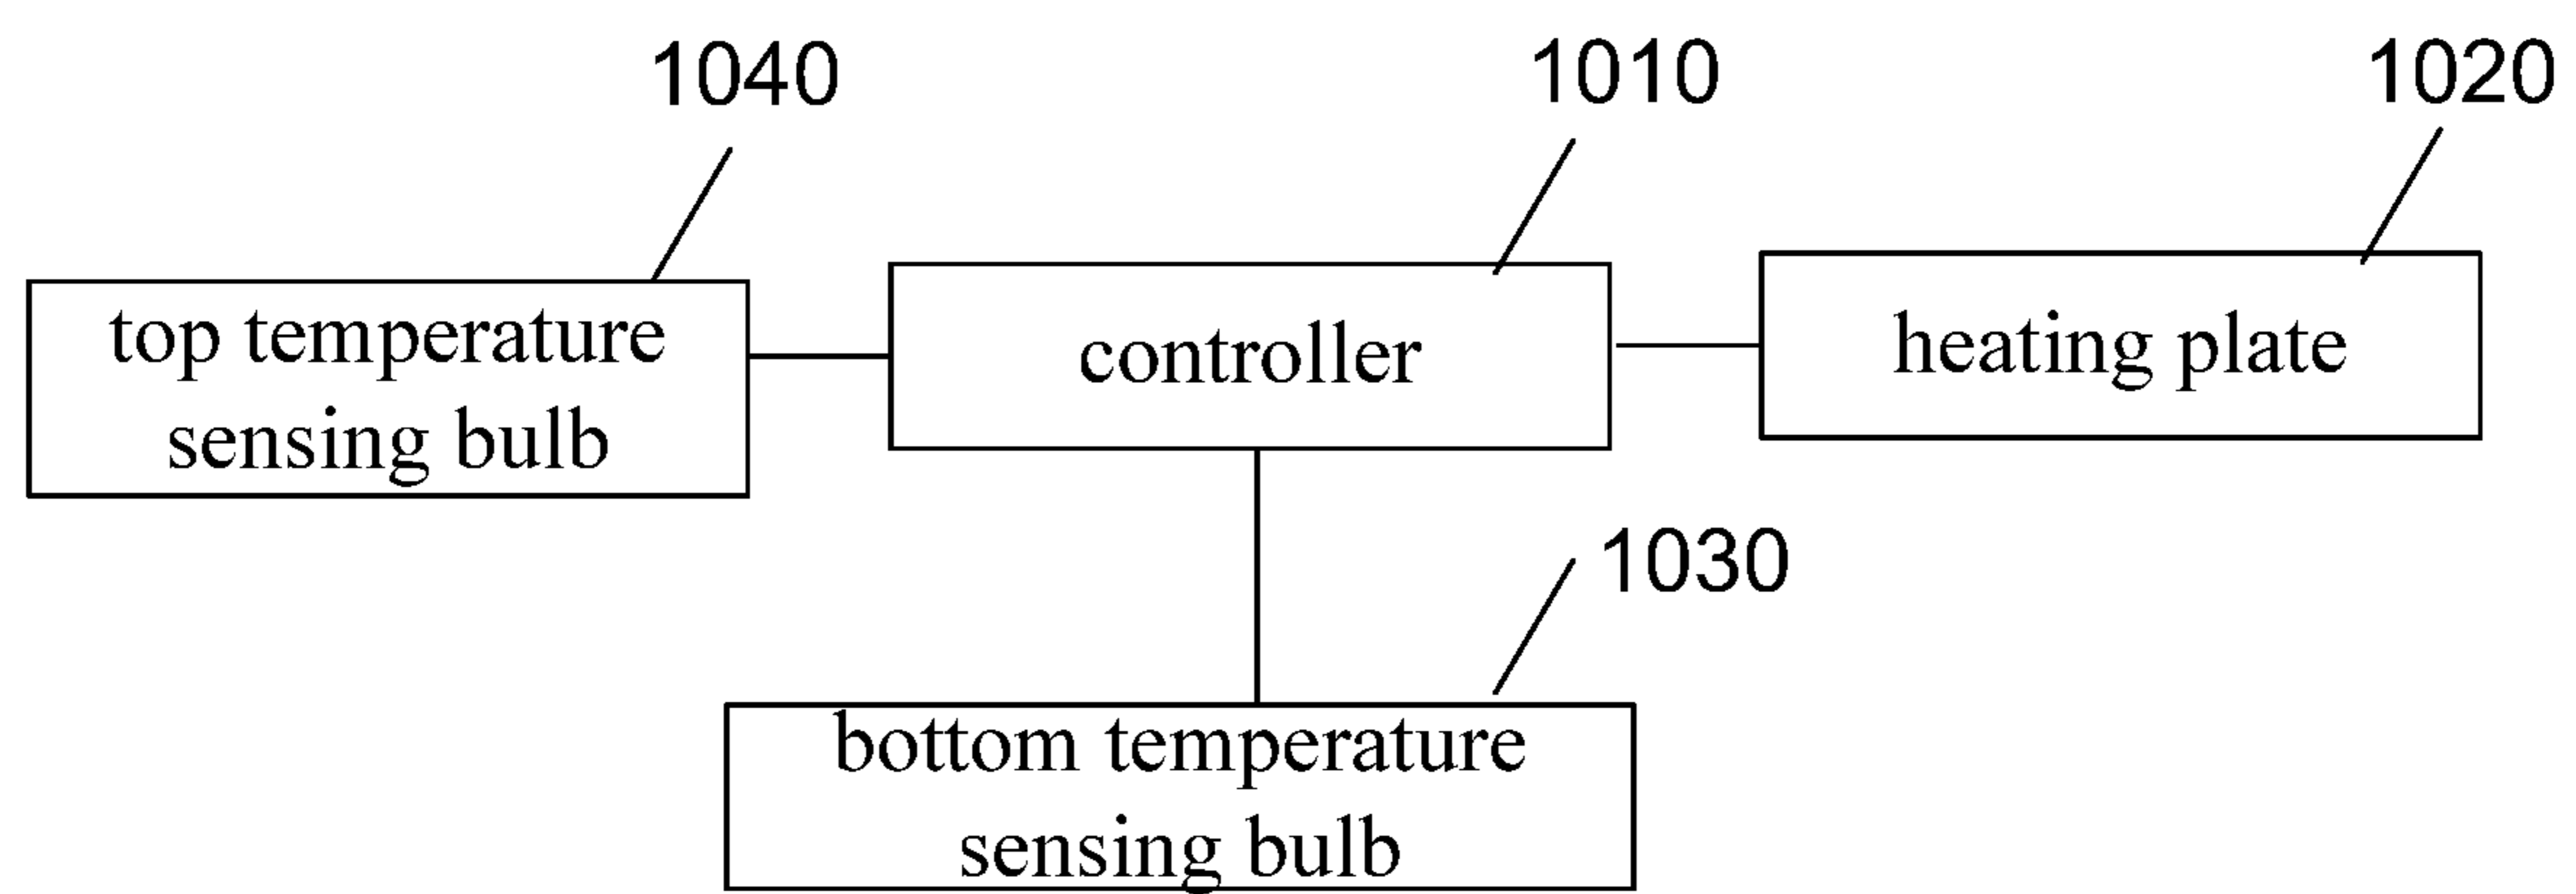 1040
1010
1020
top temperature
sensing bulb
controller
heating plate
1030
bottom temperature
sensing bulb